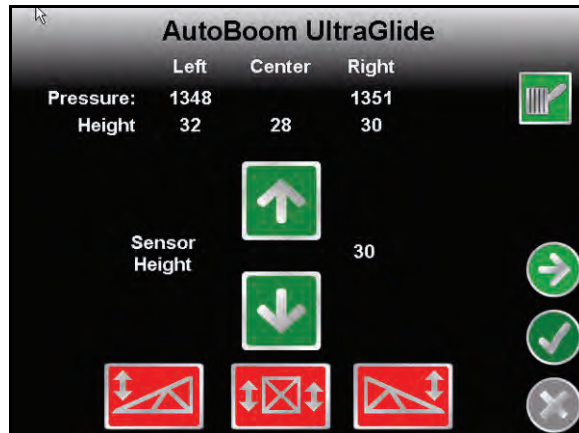 AutoBoom UltraGlide
Left Center Right
Pressure: 1348 1351
Height 32 28 30
Sensor
Height 30